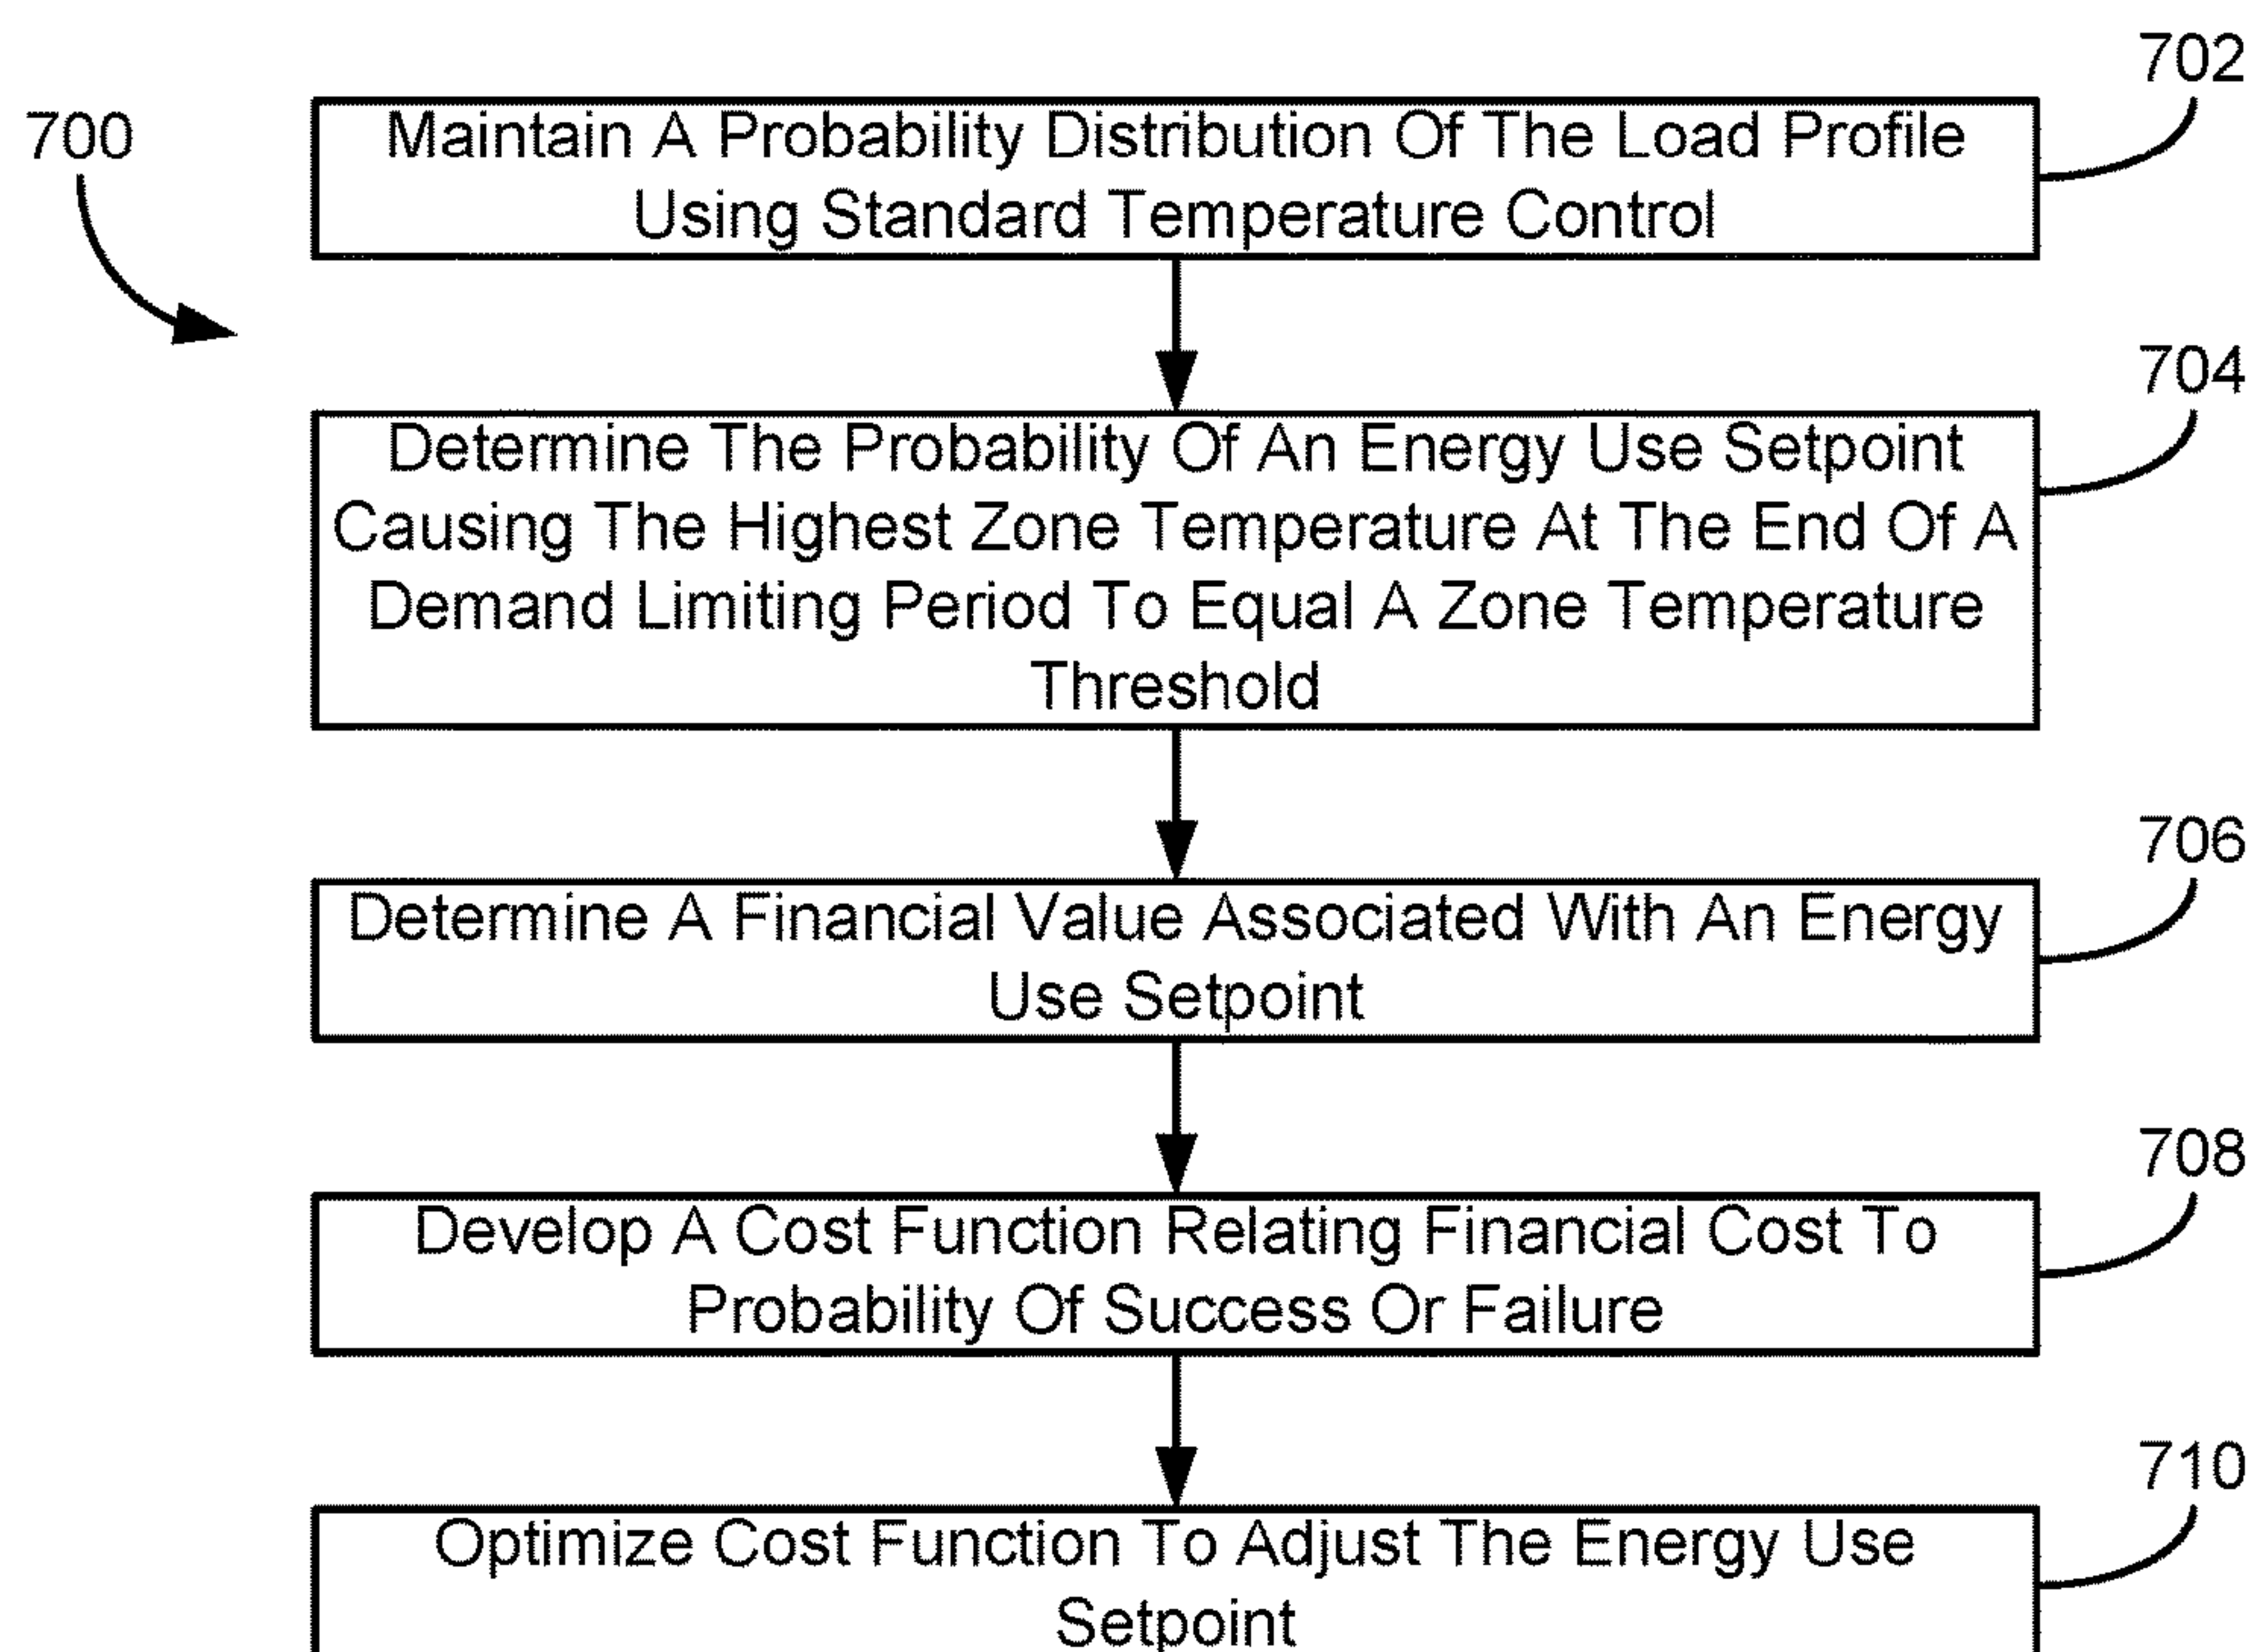 702
700
Maintain A Probability Distribution Of The Load Profile
Using Standard Temperature Control
704
Determine The Probability Of An Energy Use Setpoint
Causing The Highest Zone Temperature At The End Of A
Demand Limiting Period To Equal A Zone Temperature
Threshold
706
Determine A Financial Value Associated With An Energy
Use Setpoint
708
Develop A Cost Function Relating Financial Cost To
Probability Of Success Or Failure
710
Optimize Cost Function To Adjust The Energy Use
Setpoint